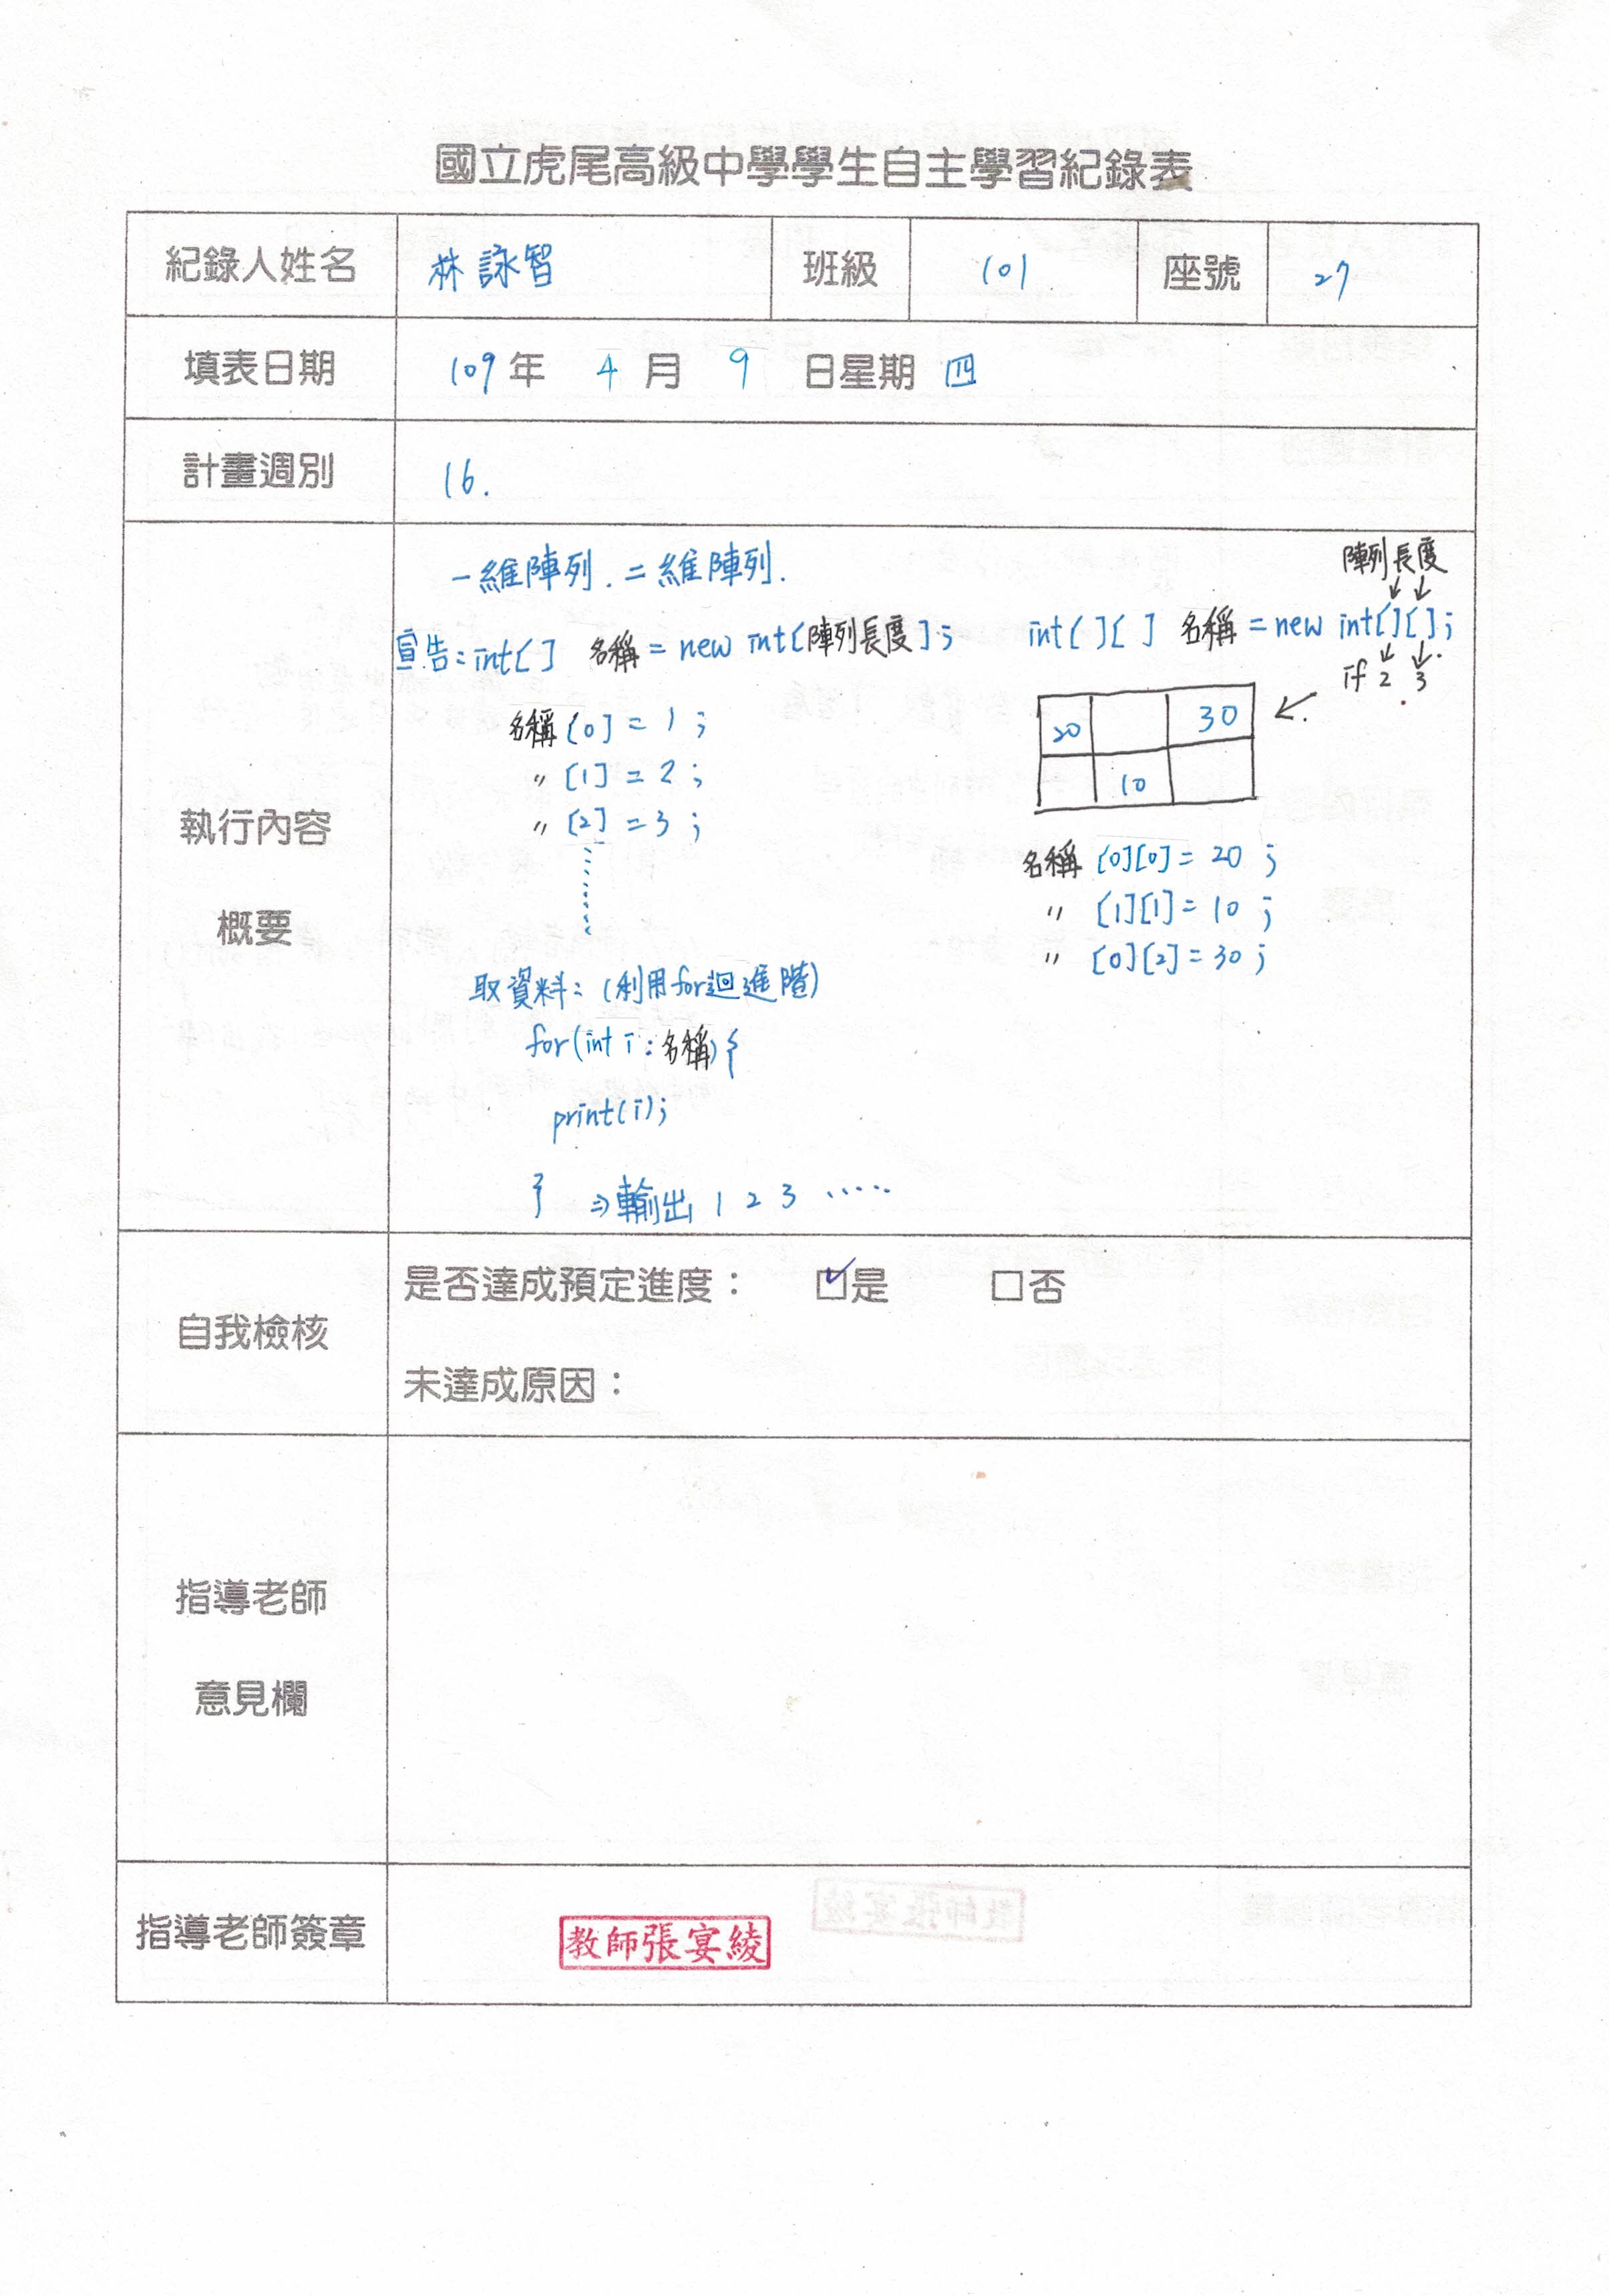 國立虎尾高級中學學生自主學習紀錄表
紀錄人姓名 林詠智 班級 101 座號 27
填表日期 109年 4 月 9 日星期 四
計畫週別 16.
執行內容
概要
一維陣列. 二維陣列.
宣告:int[] 名稱 = new int[陣列長度];
名稱[0] = 1;
〃 [1] = 2;
〃 [2] = 3;
取資料:(利用for迴進階)
for(int i:名稱){
print(i);
} ⇒輸出 1 2 3 .....
陣列長度
int[][] 名稱 = new int[][];
if 2 3
20 30
10
名稱 [0][0] = 20;
〃 [1][1] = 10;
〃 [0][2] = 30;
自我檢核
是否達成預定進度: ☑是 □否
未達成原因:
指導老師
意見欄
指導老師簽章 教師張宴綾